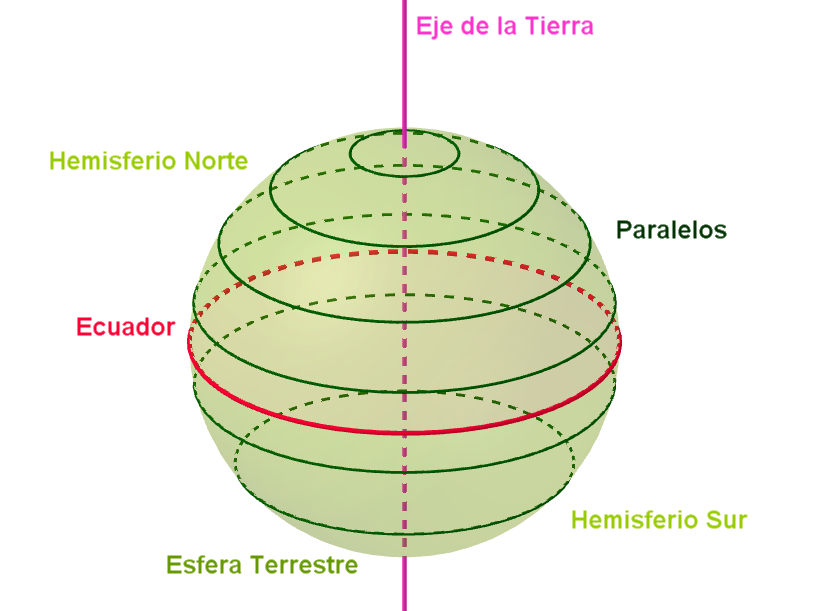 Eje de la Tierra
Hemisferio Norte
Paralelos
Ecuador
Hemisferio Sur
Esfera Terrestre